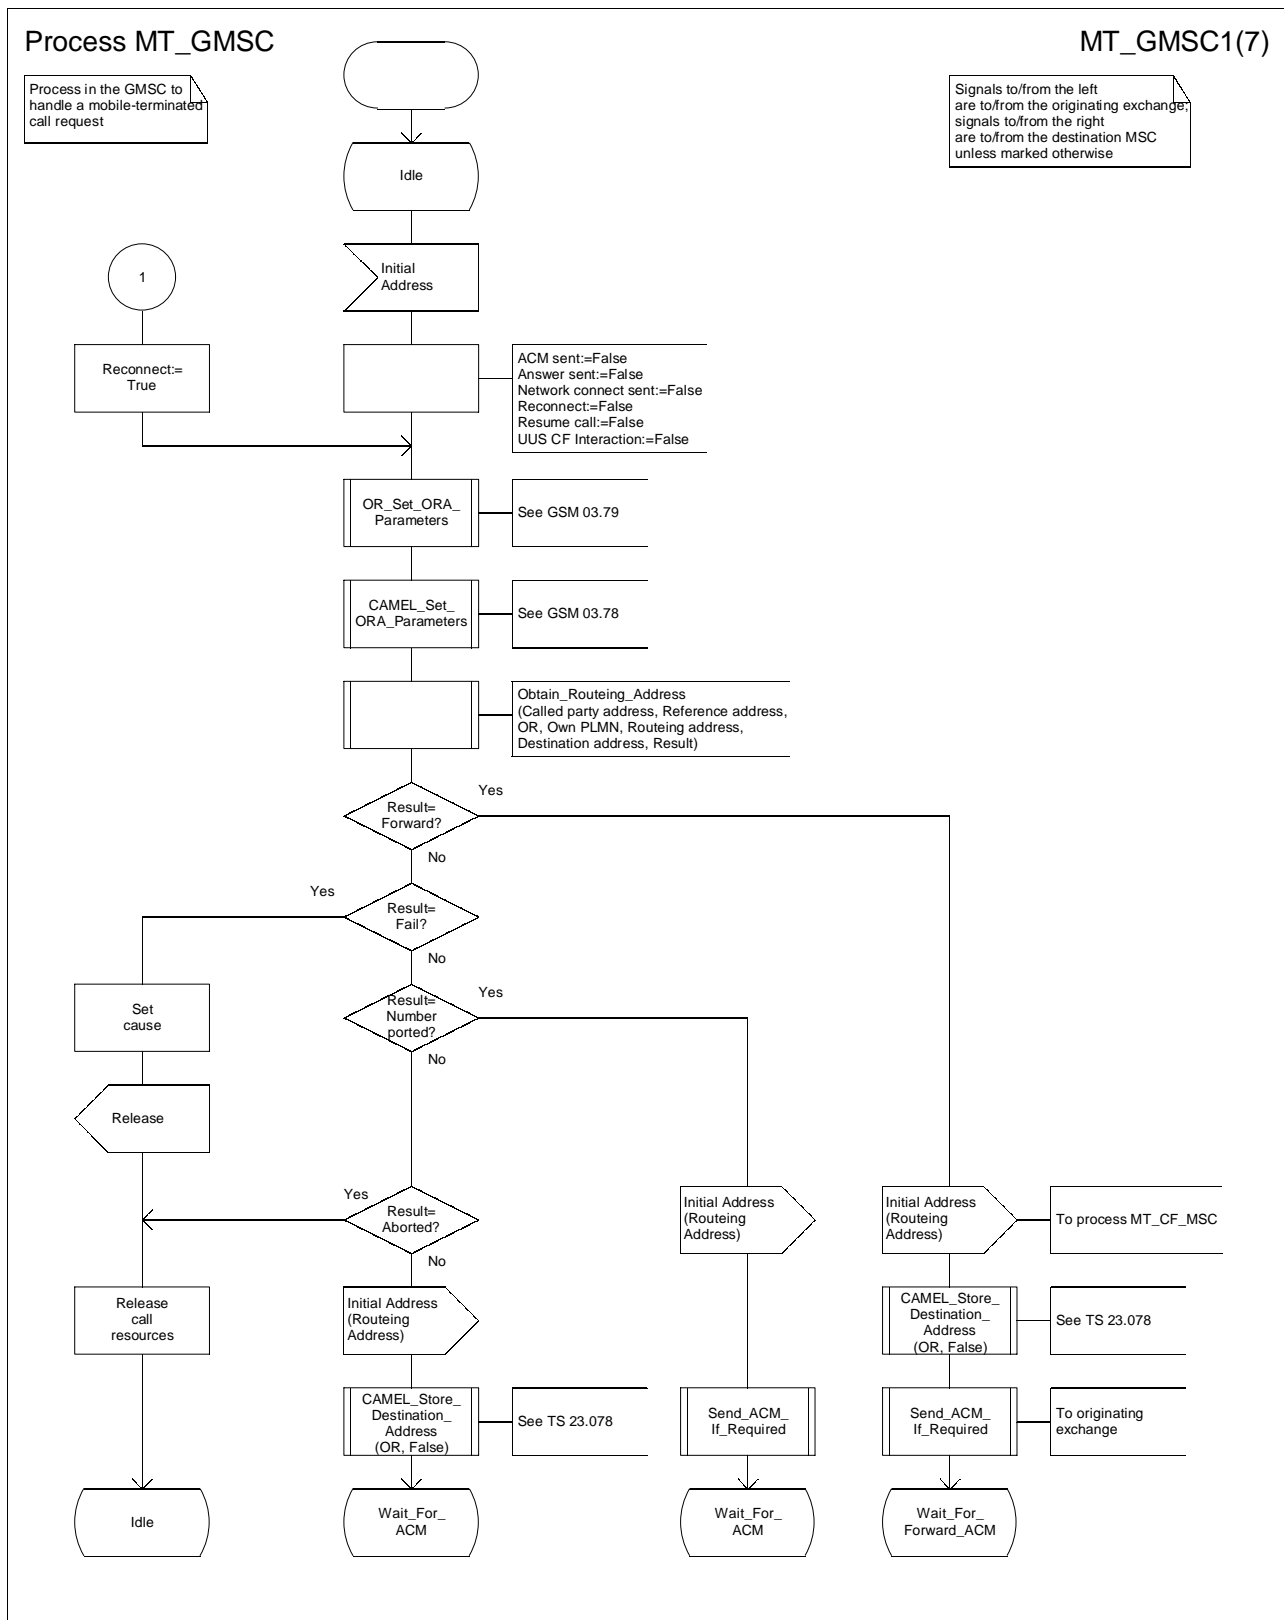 Process MT_GMSC
MT_GMSC1(7)
Process in the GMSC to
handle a mobile-terminated
call request
Signals to/from the left
are to/from the originating exchange;
signals to/from the right
are to/from the destination MSC
unless marked otherwise
Idle
Initial
Address
1
Reconnect:=
True
ACM sent:=False
Answer sent:=False
Network connect sent:=False
Reconnect:=False
Resume call:=False
UUS CF Interaction:=False
OR_Set_ORA_
Parameters
See GSM 03.79
CAMEL_Set_
ORA_Parameters
See GSM 03.78
Obtain_Routeing_Address
(Called party address, Reference address,
OR, Own PLMN, Routeing address,
Destination address, Result)
Result=
Forward?
Yes
No
Result=
Fail?
Yes
No
Result=
Number
ported?
Yes
No
Set
cause
Release
Result=
Aborted?
Yes
No
Initial Address
(Routeing
Address)
Initial Address
(Routeing
Address)
To process MT_CF_MSC
Release
call
resources
Initial Address
(Routeing
Address)
CAMEL_Store_
Destination_
Address
(OR, False)
See TS 23.078
CAMEL_Store_
Destination_
Address
(OR, False)
See TS 23.078
Send_ACM_
If_Required
Send_ACM_
If_Required
To originating
exchange
Idle
Wait_For_
ACM
Wait_For_
ACM
Wait_For_
Forward_ACM